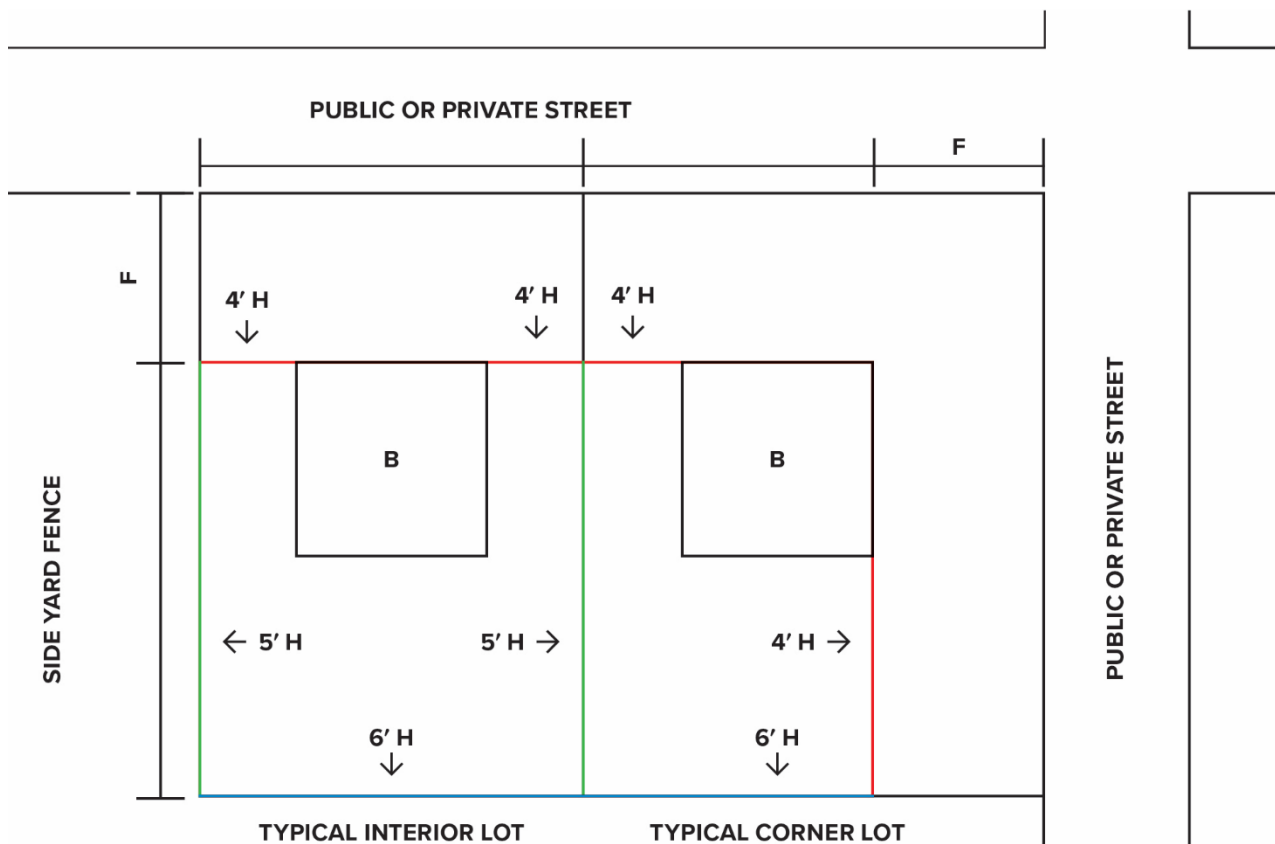 PUBLIC OR PRIVATE STREET
F
F
4′ H
4′ H
4′ H
B
B
SIDE YARD FENCE
PUBLIC OR PRIVATE STREET
5′ H
5′ H
4′ H
6′ H
6′ H
TYPICAL INTERIOR LOT
TYPICAL CORNER LOT